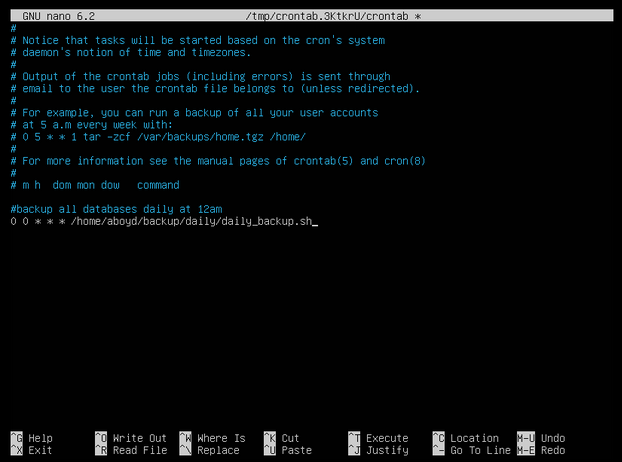 GNU nano 6.2 /tmp/crontab.3KtkrU/crontab *
#
# Notice that tasks will be started based on the cron's system
# daemon's notion of time and timezones.
#
# Output of the crontab jobs (including errors) is sent through
# email to the user the crontab file belongs to (unless redirected).
#
# For example, you can run a backup of all your user accounts
# at 5 a.m every week with:
# 0 5 * * 1 tar -zcf /var/backups/home.tgz /home/
#
# For more information see the manual pages of crontab(5) and cron(8)
#
# m h  dom mon dow   command
#backup all databases daily at 12am
0 0 * * * /home/aboyd/backup/daily/daily_backup.sh_
^G Help ^O Write Out ^W Where Is ^K Cut ^T Execute ^C Location M-U Undo
^X Exit ^R Read File ^\ Replace ^U Paste ^J Justify ^- Go To Line M-E Redo